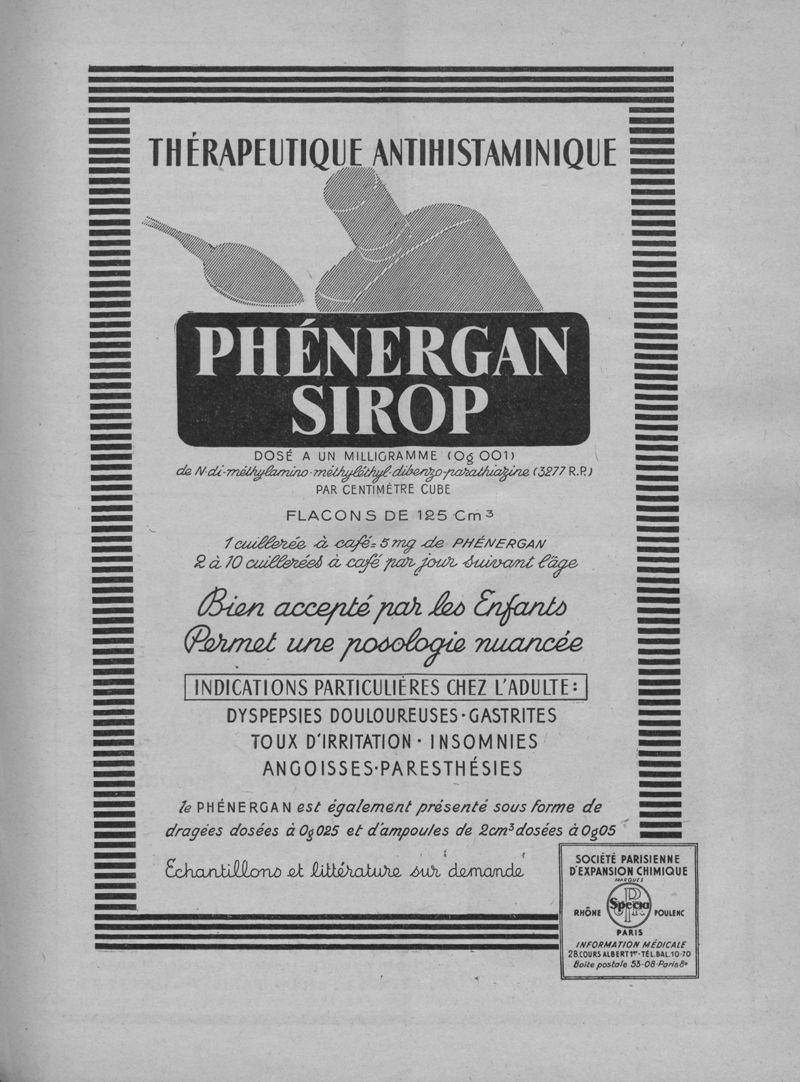 THÉRAPEUTIQUE ANTIHISTAMINIQUE
PHÉNERGAN
SIROP
DOSÉ A UN MILLIGRAMME (0g 001)
de N-di-méthylamino-méthyléthyl-dibenzo-parathiazine (3277 R.P.)
PAR CENTIMÈTRE CUBE
FLACONS DE 125 Cm³
1 cuillerée à café = 5 mg de PHÉNERGAN
2 à 10 cuillerées à café par jour suivant l'âge
Bien accepté par les Enfants
Permet une posologie nuancée
INDICATIONS PARTICULIÈRES CHEZ L'ADULTE:
DYSPEPSIES DOULOUREUSES · GASTRITES
TOUX D'IRRITATION · INSOMNIES
ANGOISSES · PARESTHÉSIES
le PHÉNERGAN est également présenté sous forme de
dragées dosées à 0g025 et d'ampoules de 2cm³ dosées à 0g05
Echantillons et littérature sur demande
SOCIÉTÉ PARISIENNE
D'EXPANSION CHIMIQUE
MARQUES
RHÔNE Specia POULENC
PARIS
INFORMATION MÉDICALE
28, COURS ALBERT 1er - TÉL. BAL. 10-70
Boîte postale 53-08 - Paris 8e